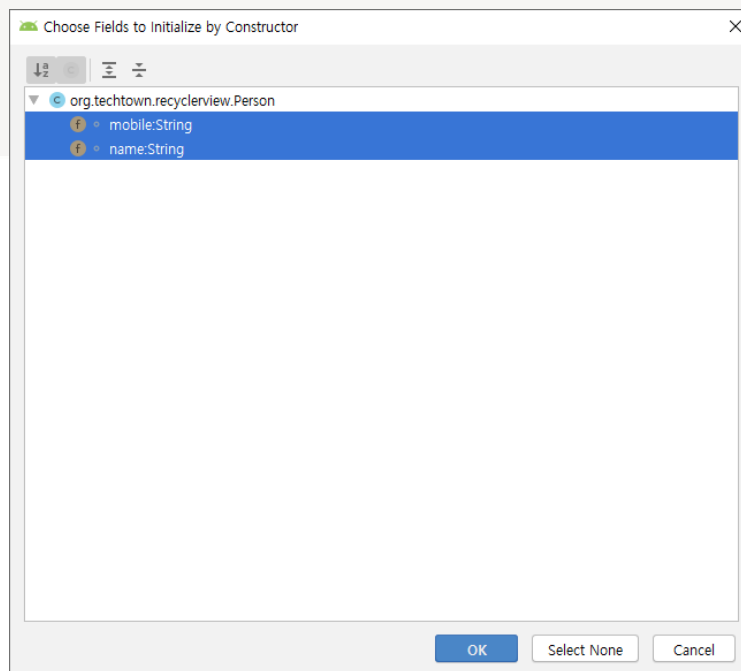 Choose Fields to Initialize by Constructor
org.techtown.recyclerview.Person
mobile:String
name:String
OK Select None Cancel